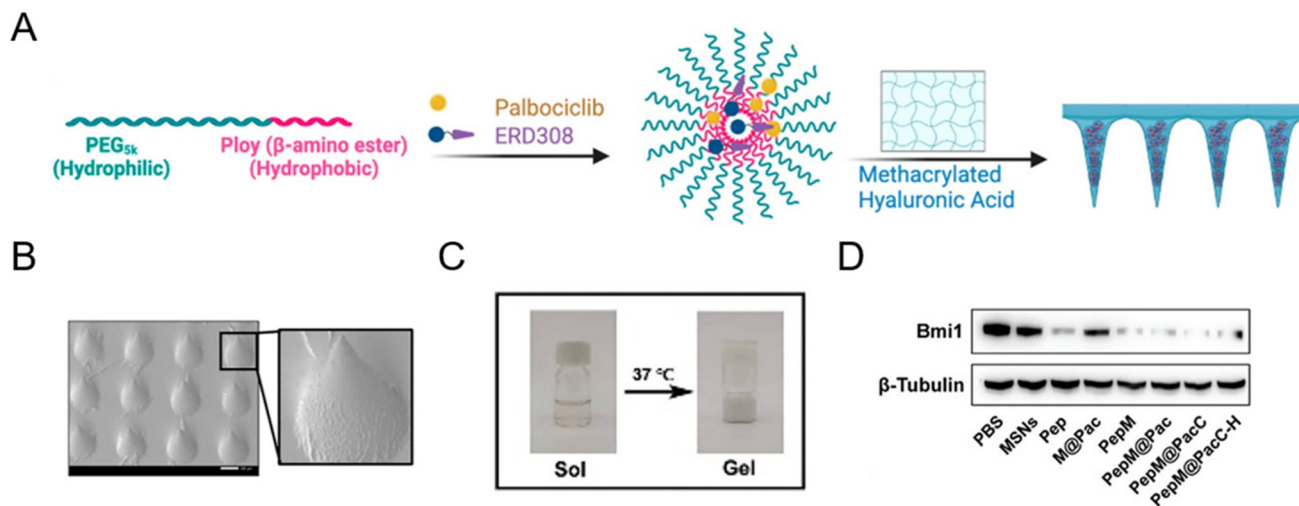 A
PEG5k
(Hydrophilic)
Ploy (β-amino ester)
(Hydrophobic)
Palbociclib
ERD308
Methacrylated
Hyaluronic Acid
B
C
37 ℃
Sol
Gel
D
Bmi1
β-Tubulin
PBS
MSNs
Pep
M@Pac
PepM
PepM@Pac
PepM@PacC
PepM@PacC-H